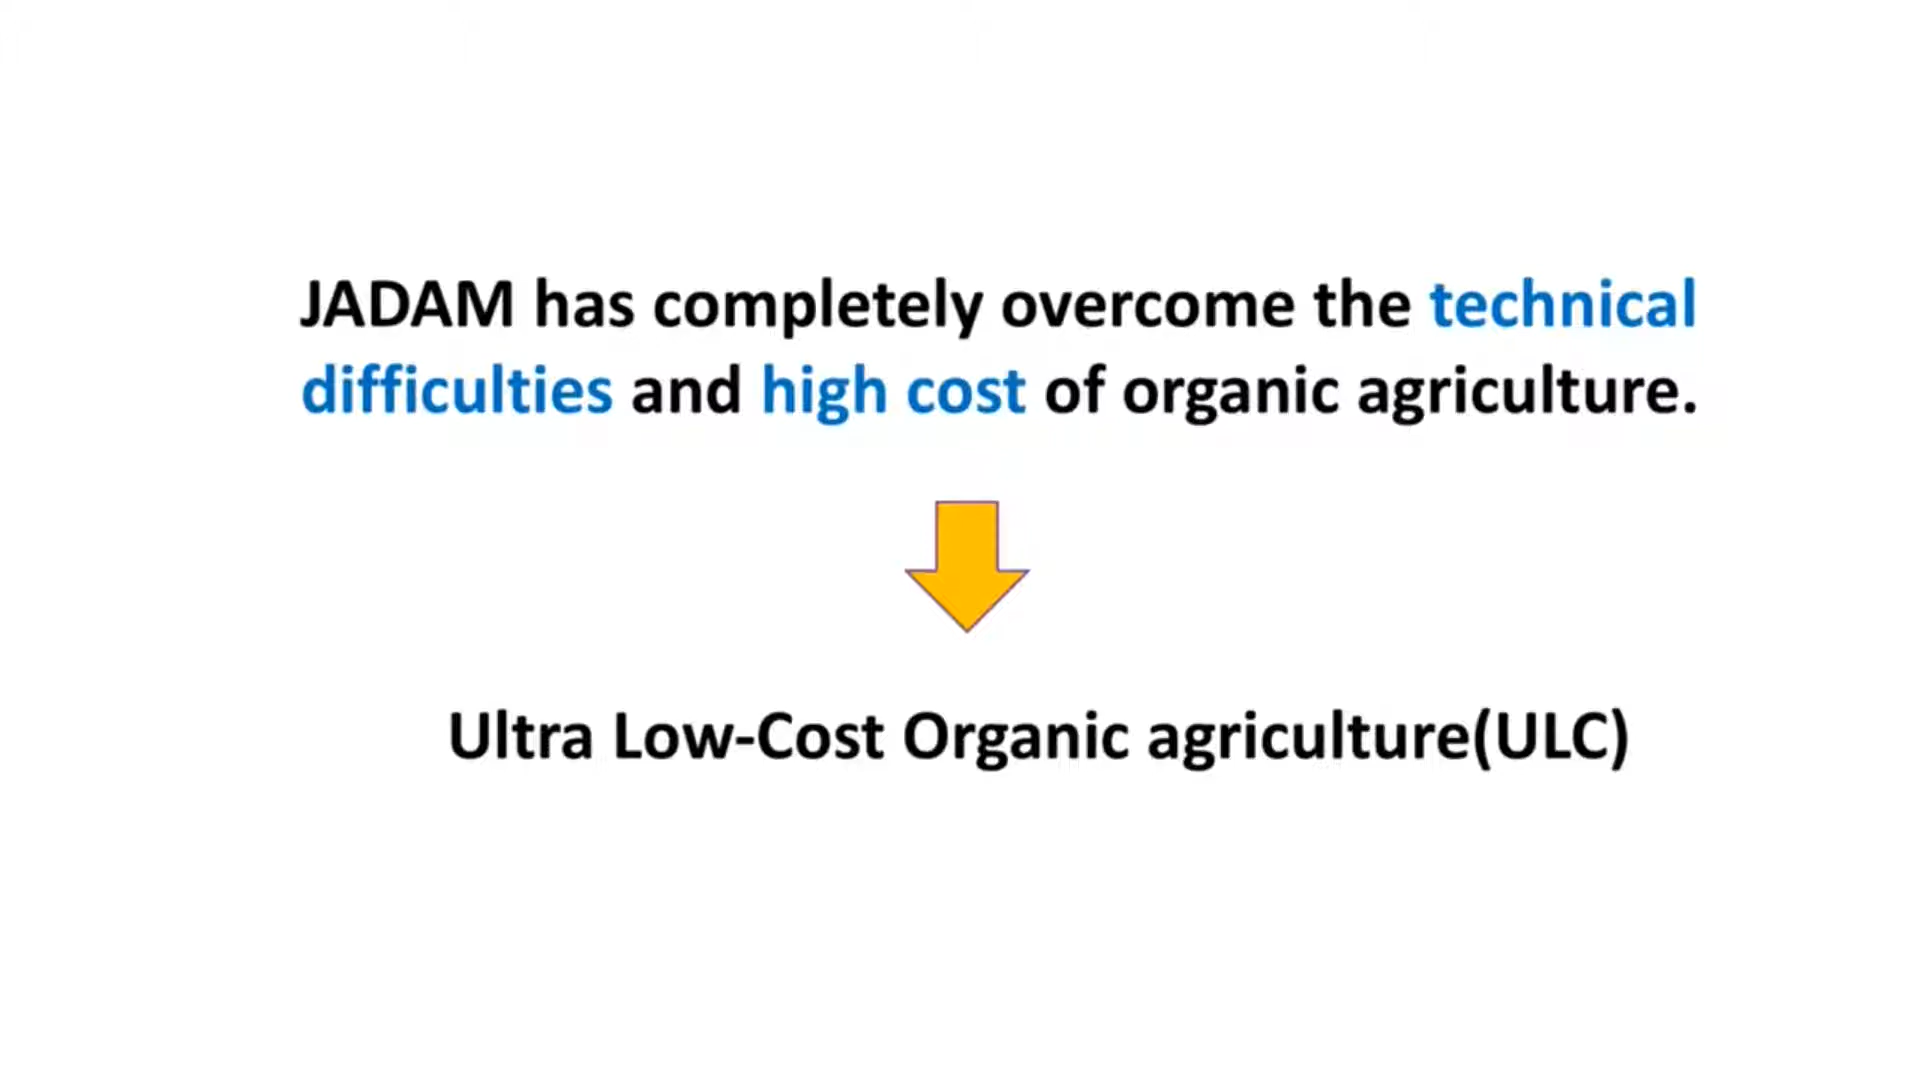 JADAM has completely overcome the technical
difficulties and high cost of organic agriculture.
Ultra Low-Cost Organic agriculture(ULC)